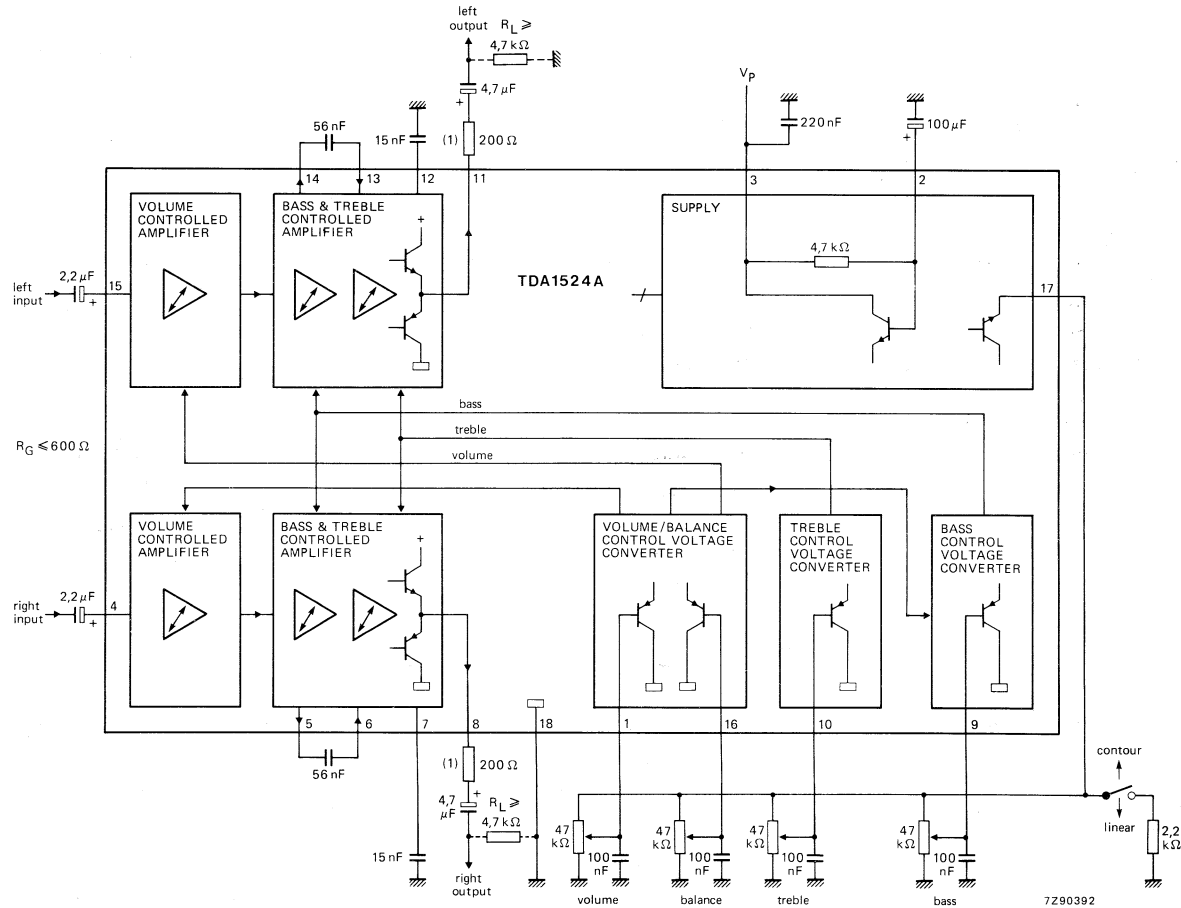 left
output
R_L ⩾
4,7 kΩ
4,7 μF
+
(1)
200 Ω
56 nF
15 nF
V_P
220 nF
100 μF
+
14
13
12
11
3
2
VOLUME
CONTROLLED
AMPLIFIER
BASS & TREBLE
CONTROLLED
AMPLIFIER
+
SUPPLY
4,7 kΩ
TDA1524A
17
2,2 μF
left
input
+
15
bass
treble
volume
R_G ⩽ 600 Ω
VOLUME
CONTROLLED
AMPLIFIER
BASS & TREBLE
CONTROLLED
AMPLIFIER
+
VOLUME/BALANCE
CONTROL VOLTAGE
CONVERTER
TREBLE
CONTROL
VOLTAGE
CONVERTER
BASS
CONTROL
VOLTAGE
CONVERTER
2,2 μF
right
input
+
4
5
6
7
8
18
1
16
10
9
56 nF
(1)
200 Ω
+
4,7
μF
R_L ⩾
4,7 kΩ
15 nF
right
output
47
kΩ
100
nF
volume
47
kΩ
100
nF
balance
47
kΩ
100
nF
treble
47
kΩ
100
nF
bass
contour
linear
2,2
kΩ
7Z90392